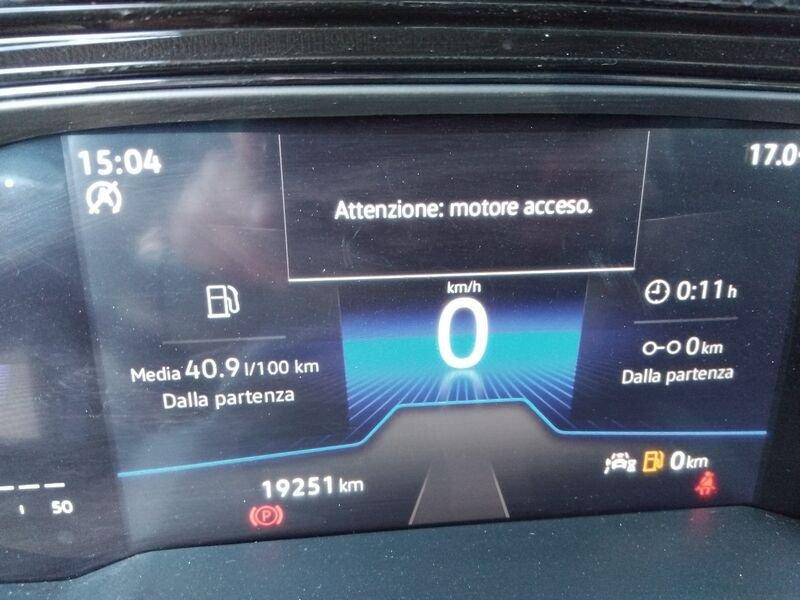 15:04
17.0
Attenzione: motore acceso.
km/h
0
0:11 h
Media 40.9 l/100 km
Dalla partenza
0 km
Dalla partenza
19251 km
0 km
P
50